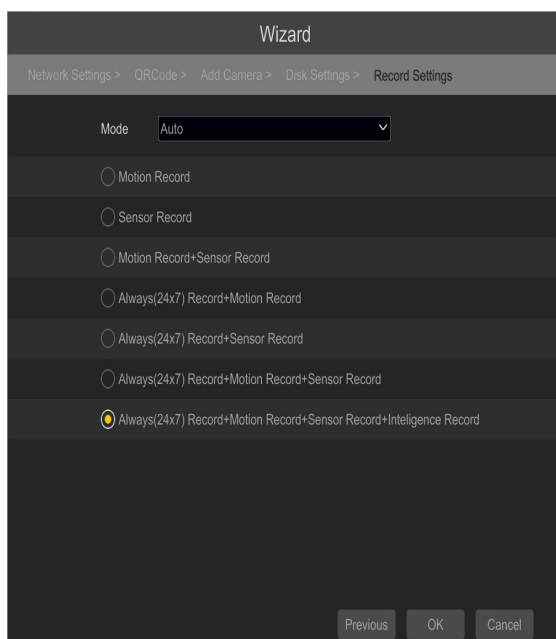 Wizard
Network Settings > QRCode > Add Camera > Disk Settings > Record Settings
Mode Auto
Motion Record
Sensor Record
Motion Record+Sensor Record
Always(24x7) Record+Motion Record
Always(24x7) Record+Sensor Record
Always(24x7) Record+Motion Record+Sensor Record
Always(24x7) Record+Motion Record+Sensor Record+Inteligence Record
Previous OK Cancel